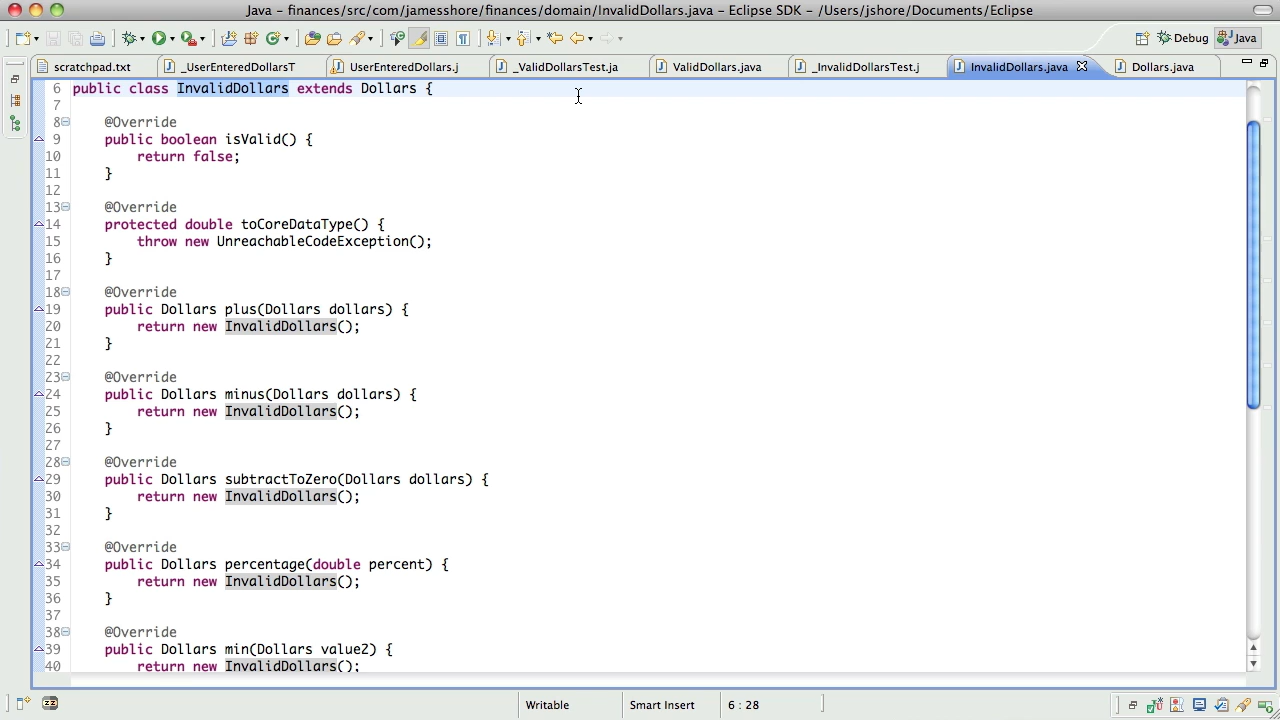 Java - finances/src/com/jamesshore/finances/domain/InvalidDollars.java - Eclipse SDK - /Users/jshore/Documents/Eclipse
Debug Java
scratchpad.txt _UserEnteredDollarsT UserEnteredDollars.j _ValidDollarsTest.ja ValidDollars.java _InvalidDollarsTest.j InvalidDollars.java Dollars.java
6 public class InvalidDollars extends Dollars {
7
8 @Override
9 public boolean isValid() {
10 return false;
11 }
12
13 @Override
14 protected double toCoreDataType() {
15 throw new UnreachableCodeException();
16 }
17
18 @Override
19 public Dollars plus(Dollars dollars) {
20 return new InvalidDollars();
21 }
22
23 @Override
24 public Dollars minus(Dollars dollars) {
25 return new InvalidDollars();
26 }
27
28 @Override
29 public Dollars subtractToZero(Dollars dollars) {
30 return new InvalidDollars();
31 }
32
33 @Override
34 public Dollars percentage(double percent) {
35 return new InvalidDollars();
36 }
37
38 @Override
39 public Dollars min(Dollars value2) {
40 return new InvalidDollars();
Writable Smart Insert 6 : 28